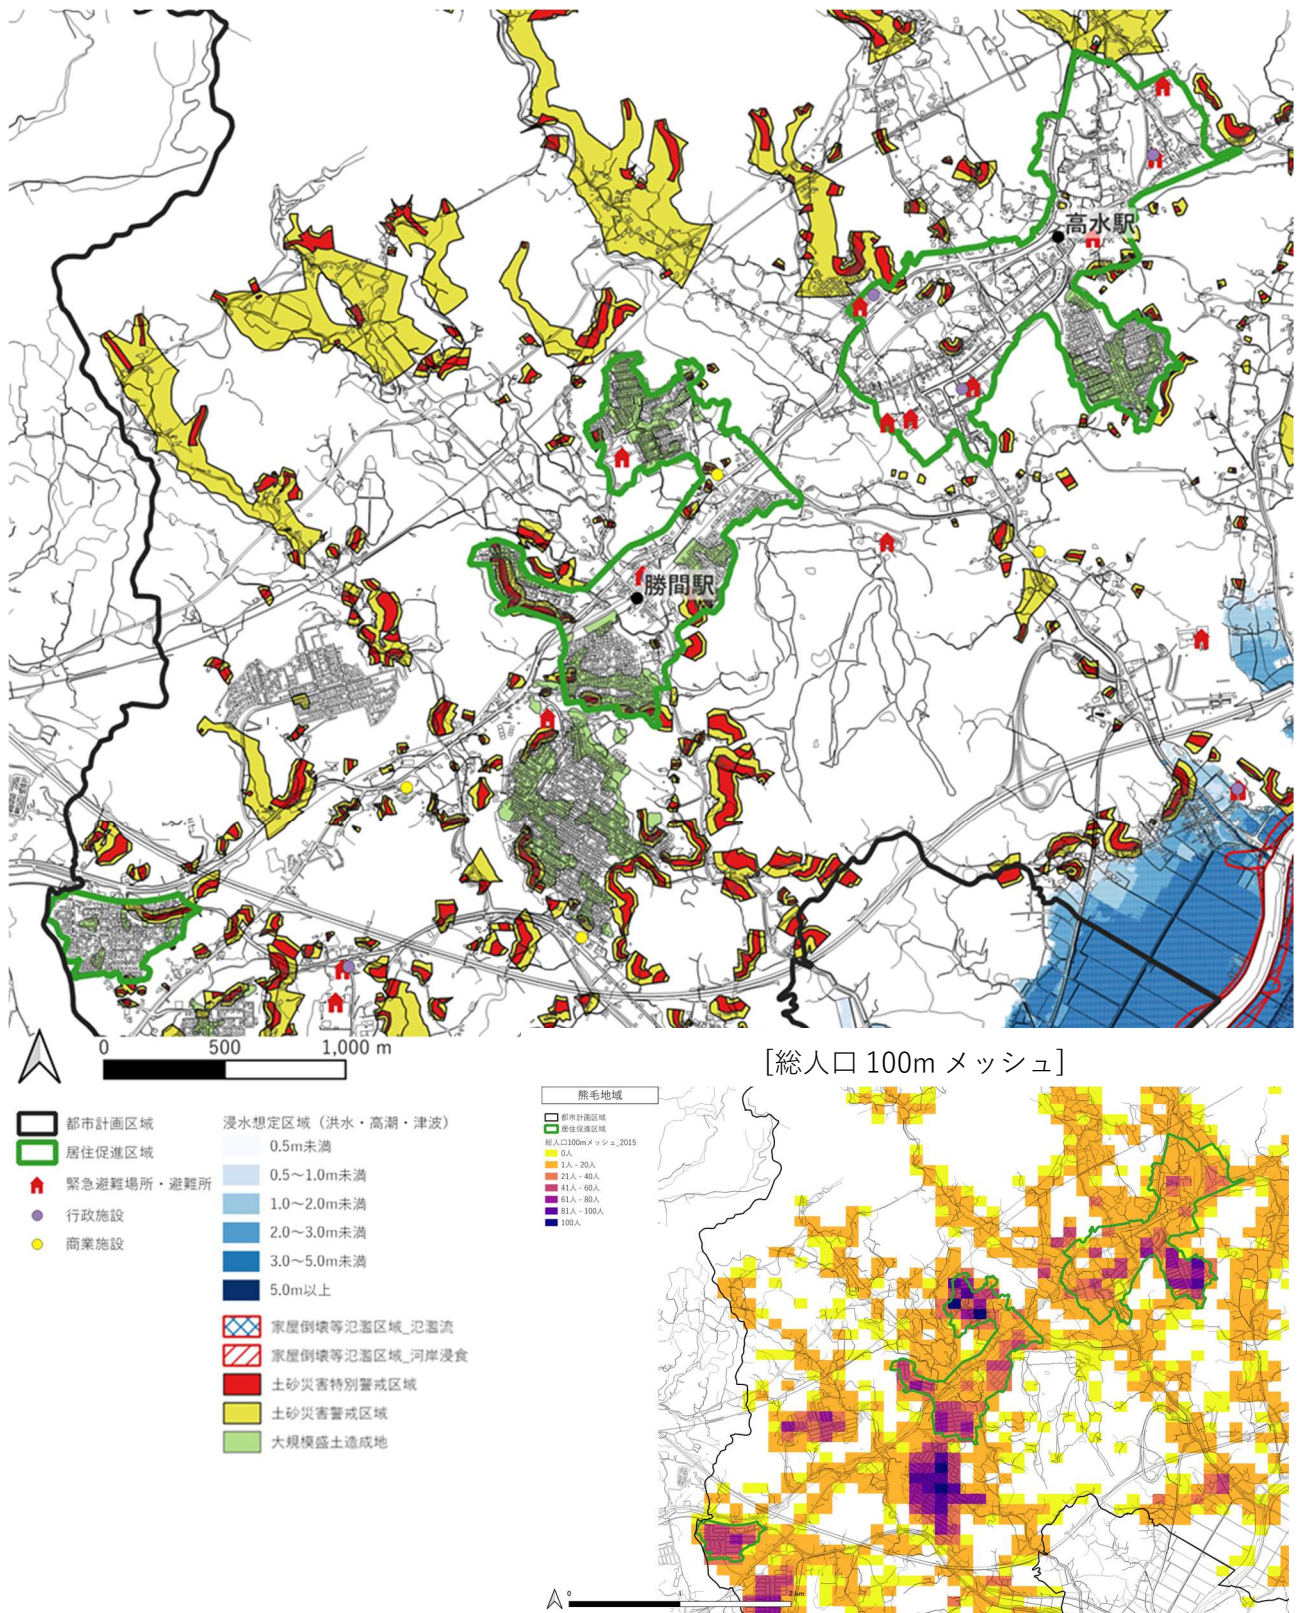 高水駅
勝間駅
0 500 1,000 m
都市計画区域
居住促進区域
緊急避難場所・避難所
行政施設
商業施設
浸水想定区域（洪水・高潮・津波）
0.5m未満
0.5～1.0m未満
1.0～2.0m未満
2.0～3.0m未満
3.0～5.0m未満
5.0m以上
家屋倒壊等氾濫区域_氾濫流
家屋倒壊等氾濫区域_河岸浸食
土砂災害特別警戒区域
土砂災害警戒区域
大規模盛土造成地
[総人口 100m メッシュ]
熊毛地域
都市計画区域
居住促進区域
総人口100mメッシュ_2015
0人
1人 - 20人
21人 - 40人
41人 - 60人
61人 - 80人
81人 - 100人
100人
0 1 2 km